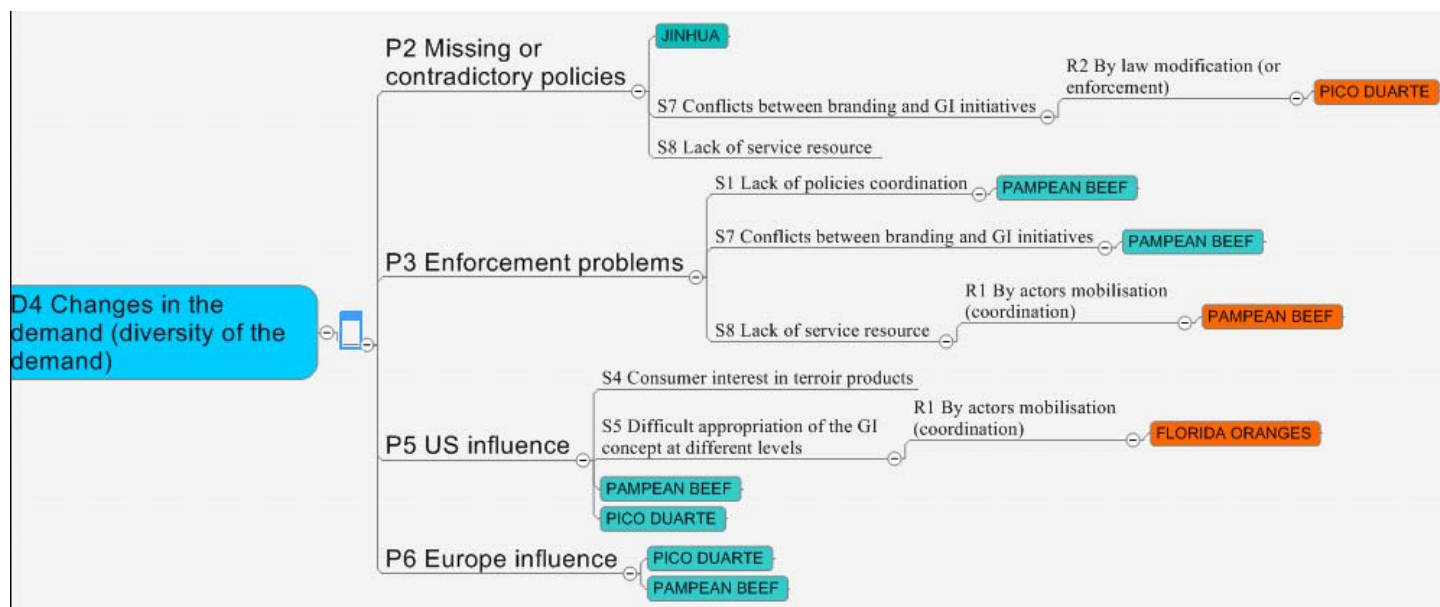 D4 Changes in the
demand (diversity of the
demand)
P2 Missing or
contradictory policies
JINHUA
S7 Conflicts between branding and GI initiatives
R2 By law modification (or
enforcement)
PICO DUARTE
S8 Lack of service resource
P3 Enforcement problems
S1 Lack of policies coordination
PAMPEAN BEEF
S7 Conflicts between branding and GI initiatives
PAMPEAN BEEF
S8 Lack of service resource
R1 By actors mobilisation
(coordination)
PAMPEAN BEEF
P5 US influence
S4 Consumer interest in terroir products
S5 Difficult appropriation of the GI
concept at different levels
R1 By actors mobilisation
(coordination)
FLORIDA ORANGES
PAMPEAN BEEF
PICO DUARTE
P6 Europe influence
PICO DUARTE
PAMPEAN BEEF